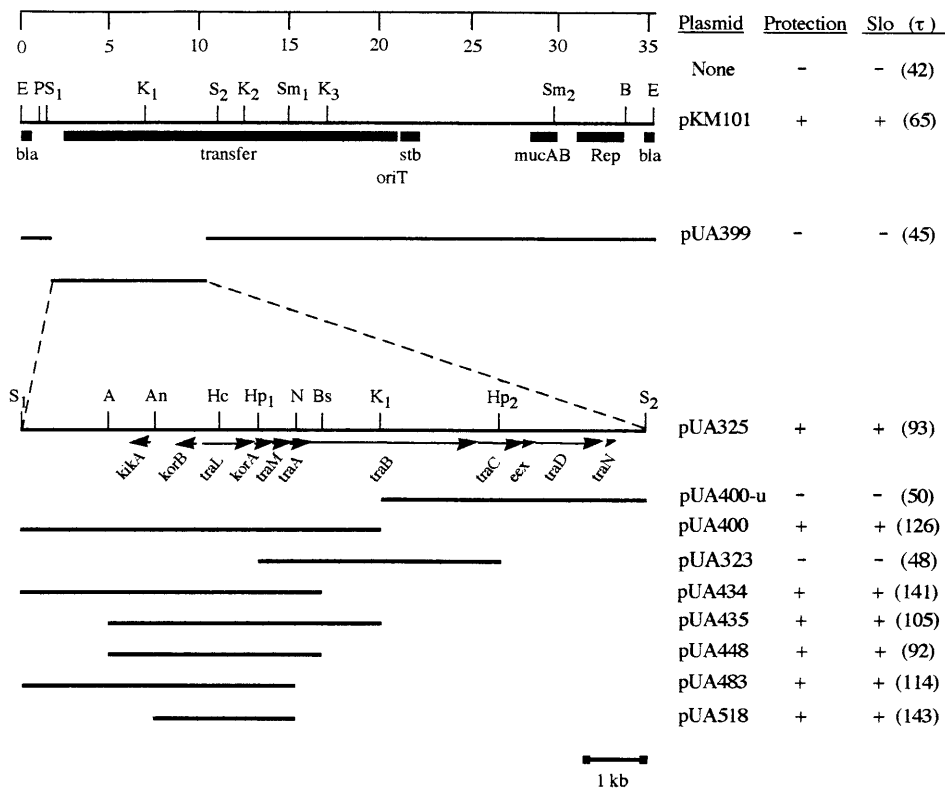 Plasmid Protection Slo (τ)
0 5 10 15 20 25 30 35
None - - (42)
E P S1 K1 S2 K2 Sm1 K3 Sm2 B E
pKM101 + + (65)
bla transfer stb mucAB Rep bla
oriT
pUA399 - - (45)
S1 A An Hc Hp1 N Bs K1 Hp2 S2
pUA325 + + (93)
kikA korB traL korA traM traA traB traC eex traD traN
pUA400-u - - (50)
pUA400 + + (126)
pUA323 - - (48)
pUA434 + + (141)
pUA435 + + (105)
pUA448 + + (92)
pUA483 + + (114)
pUA518 + + (143)
1 kb